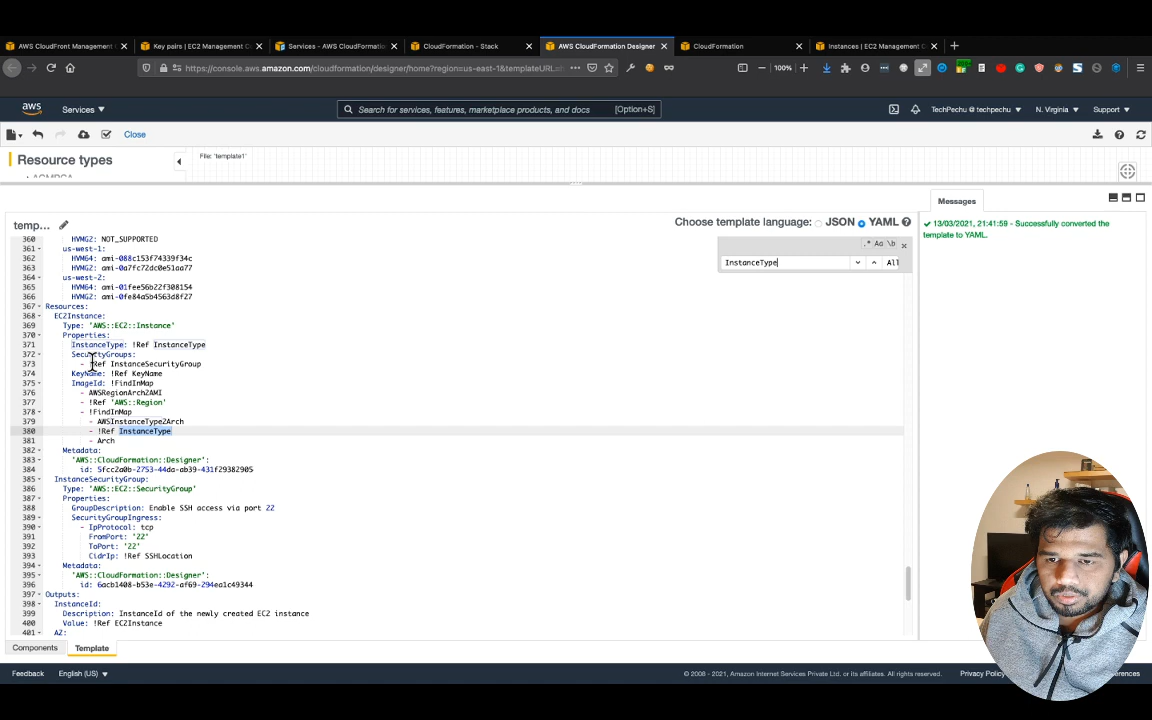 AWS CloudFront Management C
Key pairs | EC2 Management C
Services - AWS CloudFormation
CloudFormation - Stack
AWS CloudFormation Designer
CloudFormation
Instances | EC2 Management C
https://console.aws.amazon.com/cloudformation/designer/home?region=us-east-1&templateURL=
100%
aws
Services
Search for services, features, marketplace products, and docs
[Option+S]
TechPechu @ techpechu
N. Virginia
Support
Close
Resource types
File: 'template1'
temp...
Choose template language:
JSON
YAML
.* Aa \b
InstanceType
All
Messages
13/03/2021, 21:41:59 - Successfully converted the
template to YAML.
360 HVMG2: NOT_SUPPORTED
361 us-west-1:
362 HVM64: ami-088c153f74339f34c
363 HVMG2: ami-0a7fc72dc0e51aa77
364 us-west-2:
365 HVM64: ami-01fee56b22f308154
366 HVMG2: ami-0fe84a5b4563d8f27
367 Resources:
368 EC2Instance:
369 Type: 'AWS::EC2::Instance'
370 Properties:
371 InstanceType: !Ref InstanceType
372 SecurityGroups:
373 - !Ref InstanceSecurityGroup
374 KeyName: !Ref KeyName
375 ImageId: !FindInMap
376 - AWSRegionArch2AMI
377 - !Ref 'AWS::Region'
378 - !FindInMap
379 - AWSInstanceType2Arch
380 - !Ref InstanceType
381 - Arch
382 Metadata:
383 'AWS::CloudFormation::Designer':
384 id: 5fcc2a0b-2753-44da-ab39-431f29382905
385 InstanceSecurityGroup:
386 Type: 'AWS::EC2::SecurityGroup'
387 Properties:
388 GroupDescription: Enable SSH access via port 22
389 SecurityGroupIngress:
390 - IpProtocol: tcp
391 FromPort: '22'
392 ToPort: '22'
393 CidrIp: !Ref SSHLocation
394 Metadata:
395 'AWS::CloudFormation::Designer':
396 id: 6acb1408-b53e-4292-af69-294ea1c49344
397 Outputs:
398 InstanceId:
399 Description: InstanceId of the newly created EC2 instance
400 Value: !Ref EC2Instance
401 AZ:
Components
Template
Feedback
English (US)
© 2008 - 2021, Amazon Internet Services Private Ltd. or its affiliates. All rights reserved.
Privacy Policy